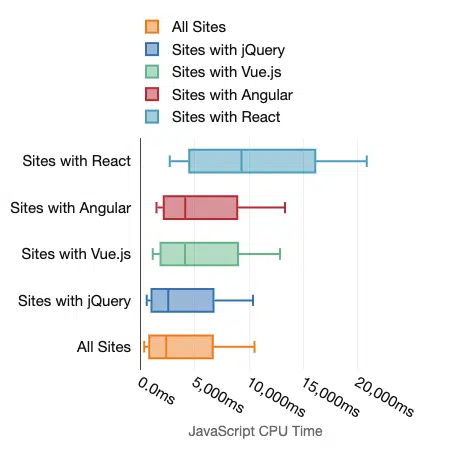 All Sites
Sites with jQuery
Sites with Vue.js
Sites with Angular
Sites with React
Sites with React
Sites with Angular
Sites with Vue.js
Sites with jQuery
All Sites
0.0ms
5,000ms
10,000ms
15,000ms
20,000ms
JavaScript CPU Time